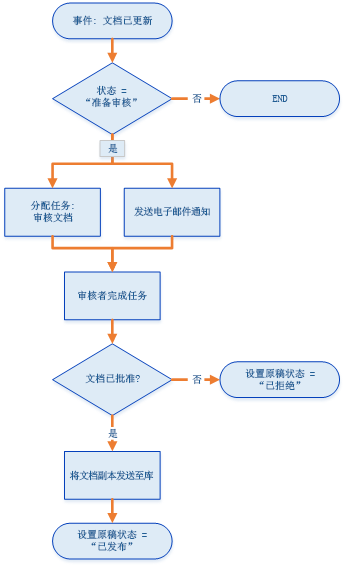 事件: 文档已更新
状态 =
“准备审核”
否
END
是
分配任务:
审核文档
发送电子邮件通知
审核者完成任务
文档已批准?
否
设置原稿状态 =
“已拒绝”
是
将文档副本发送至库
设置原稿状态 =
“已发布”